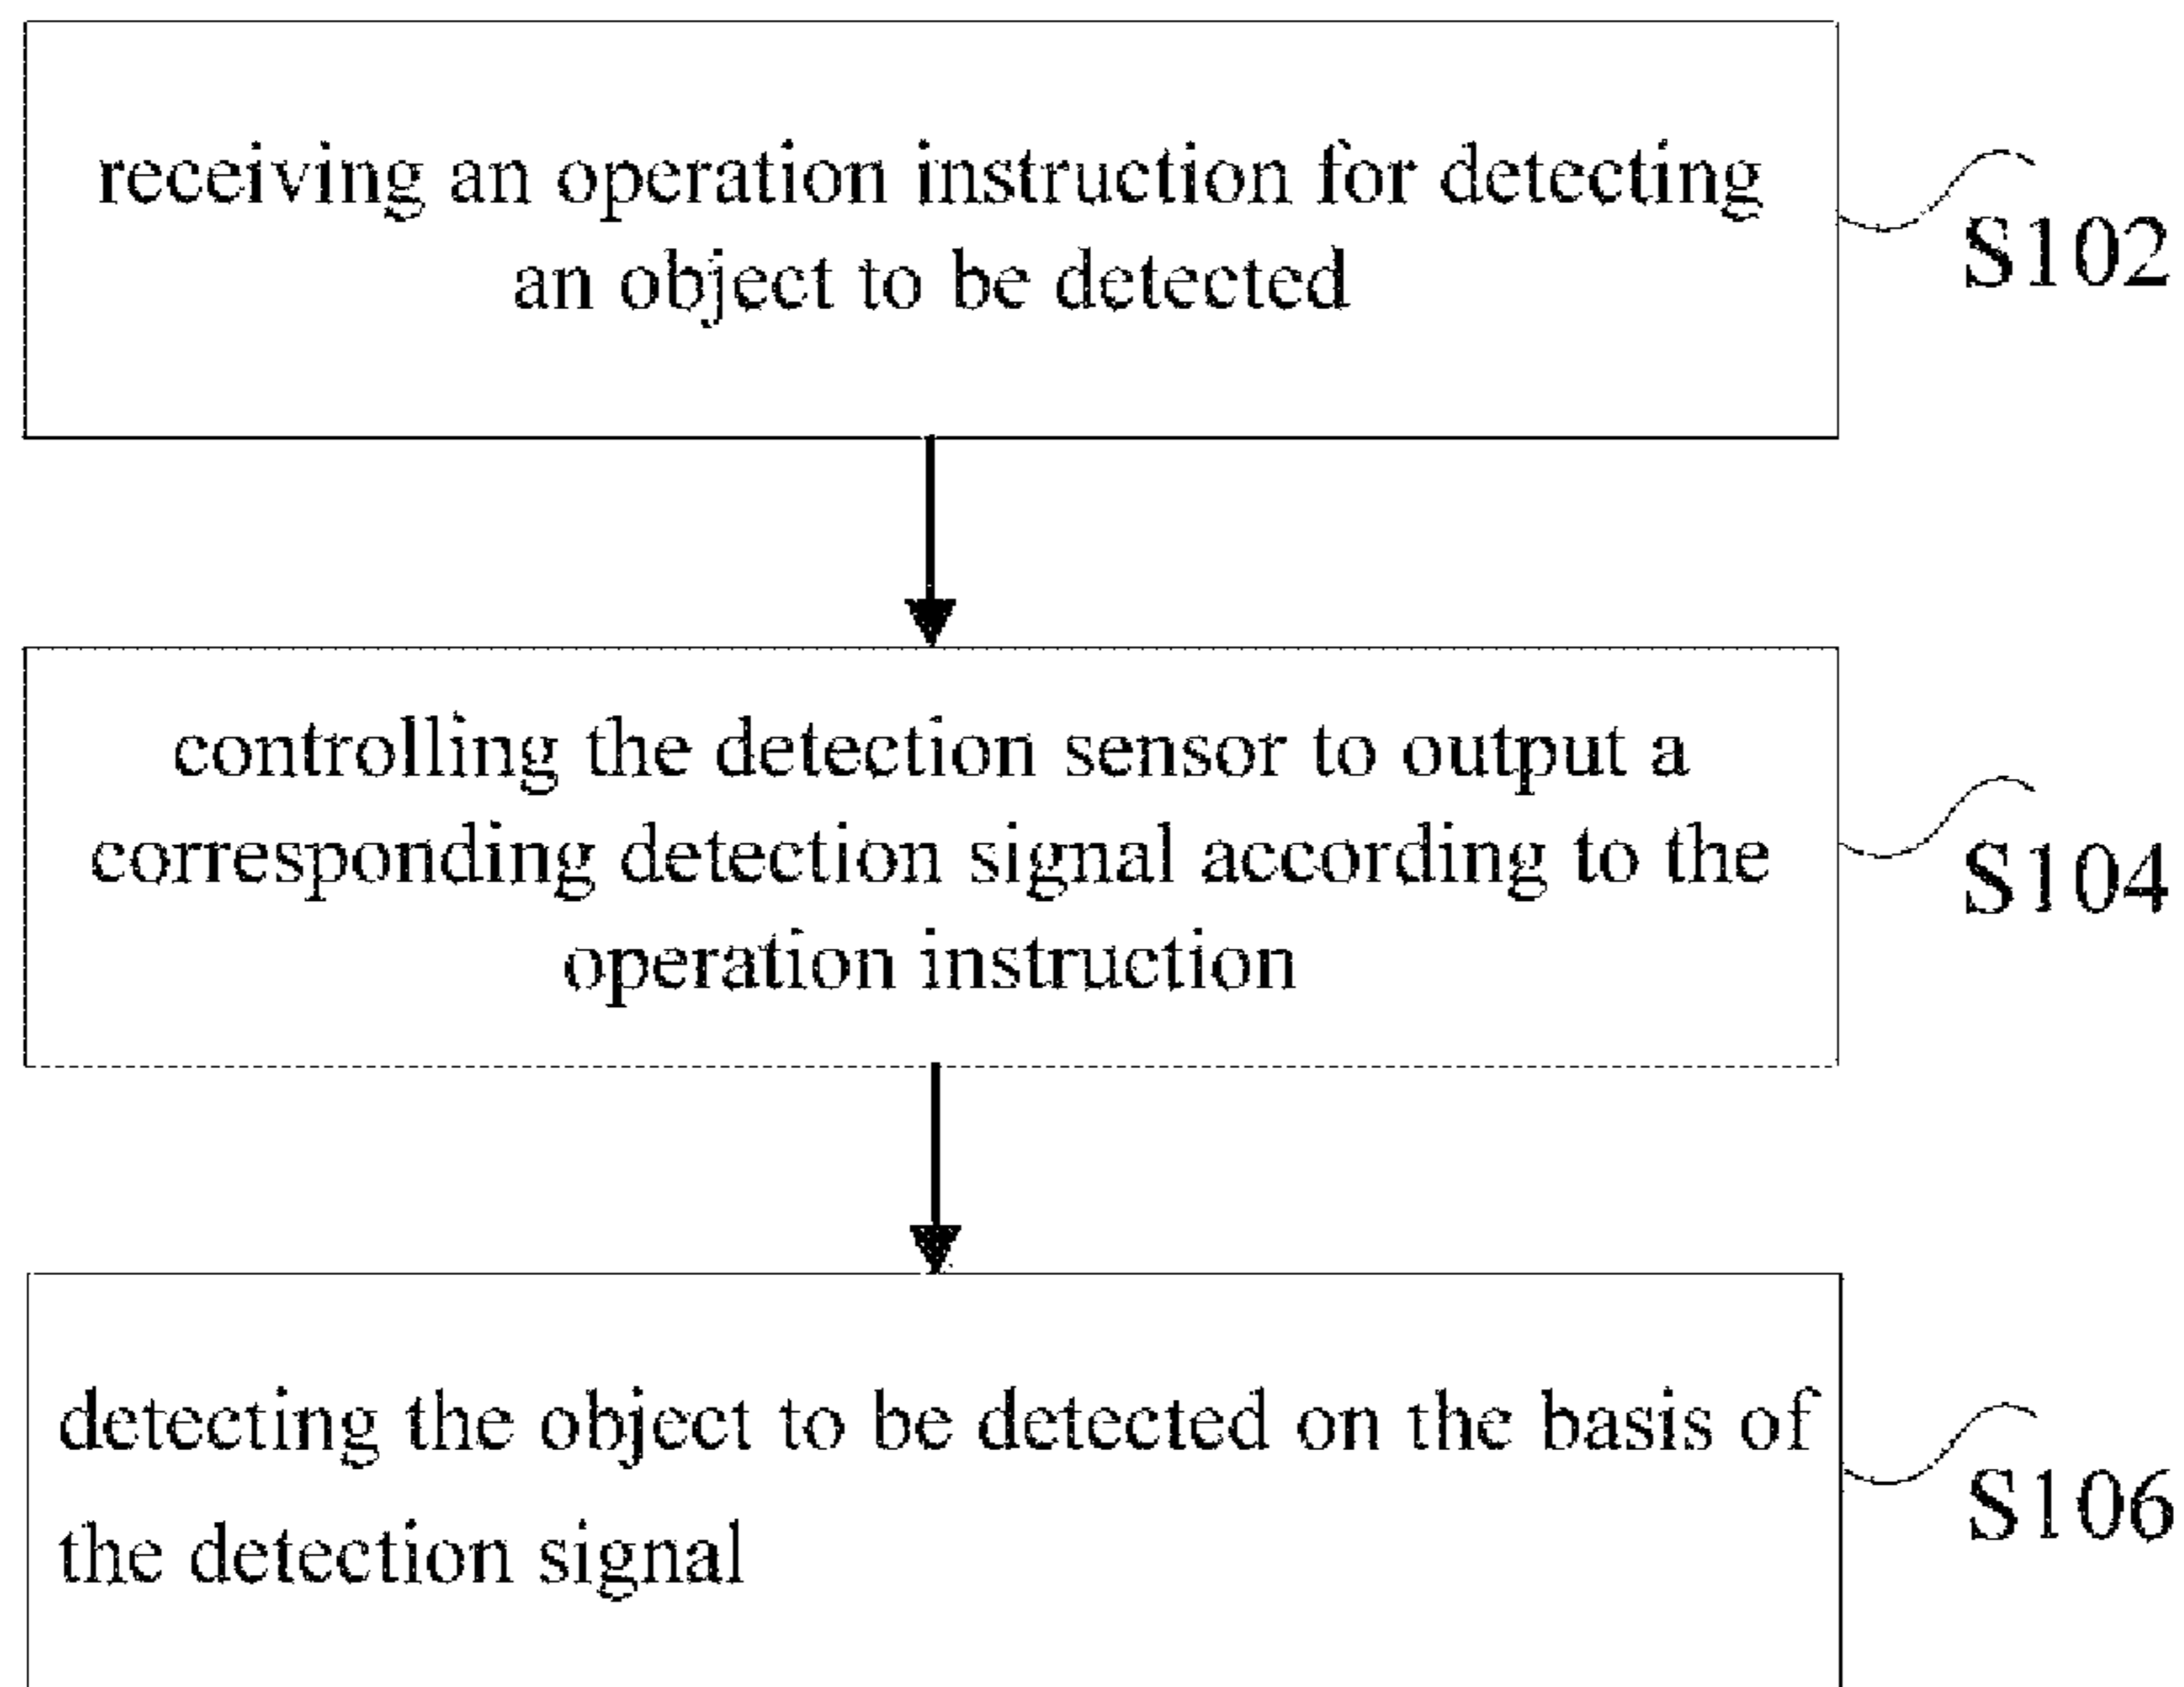 receiving an operation instruction for detecting
an object to be detected
S102
controlling the detection sensor to output a
corresponding detection signal according to the
operation instruction
S104
detecting the object to be detected on the basis of
the detection signal
S106